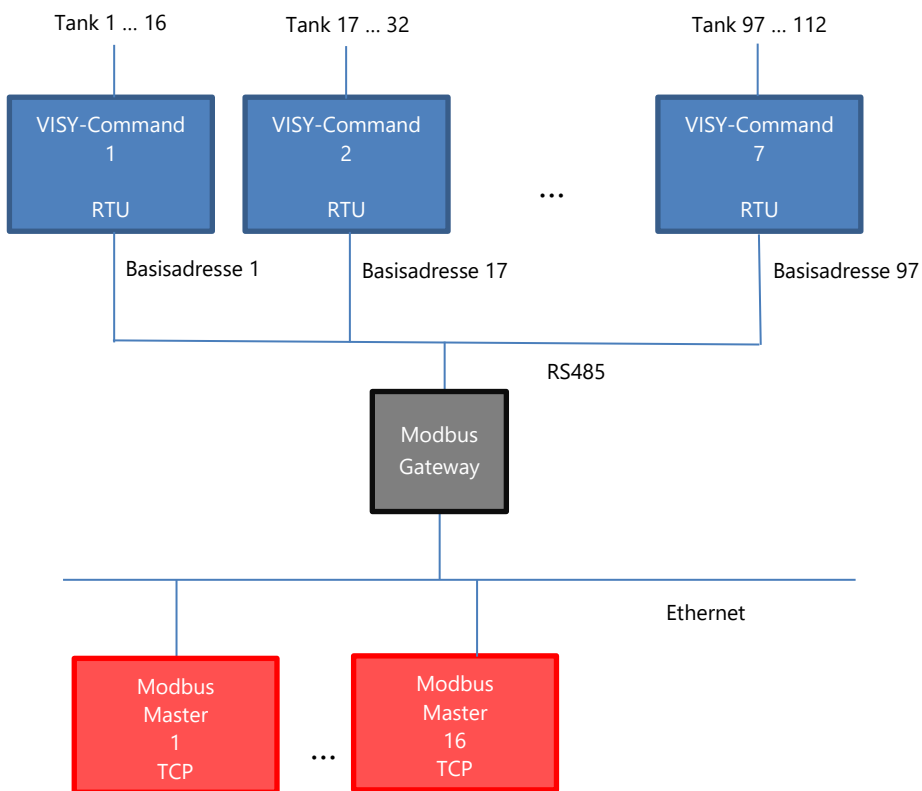 Tank 1 … 16
Tank 17 … 32
Tank 97 … 112
VISY-Command
1
RTU
VISY-Command
2
RTU
...
VISY-Command
7
RTU
Basisadresse 1
Basisadresse 17
Basisadresse 97
RS485
Modbus
Gateway
Ethernet
Modbus
Master
1
TCP
...
Modbus
Master
16
TCP